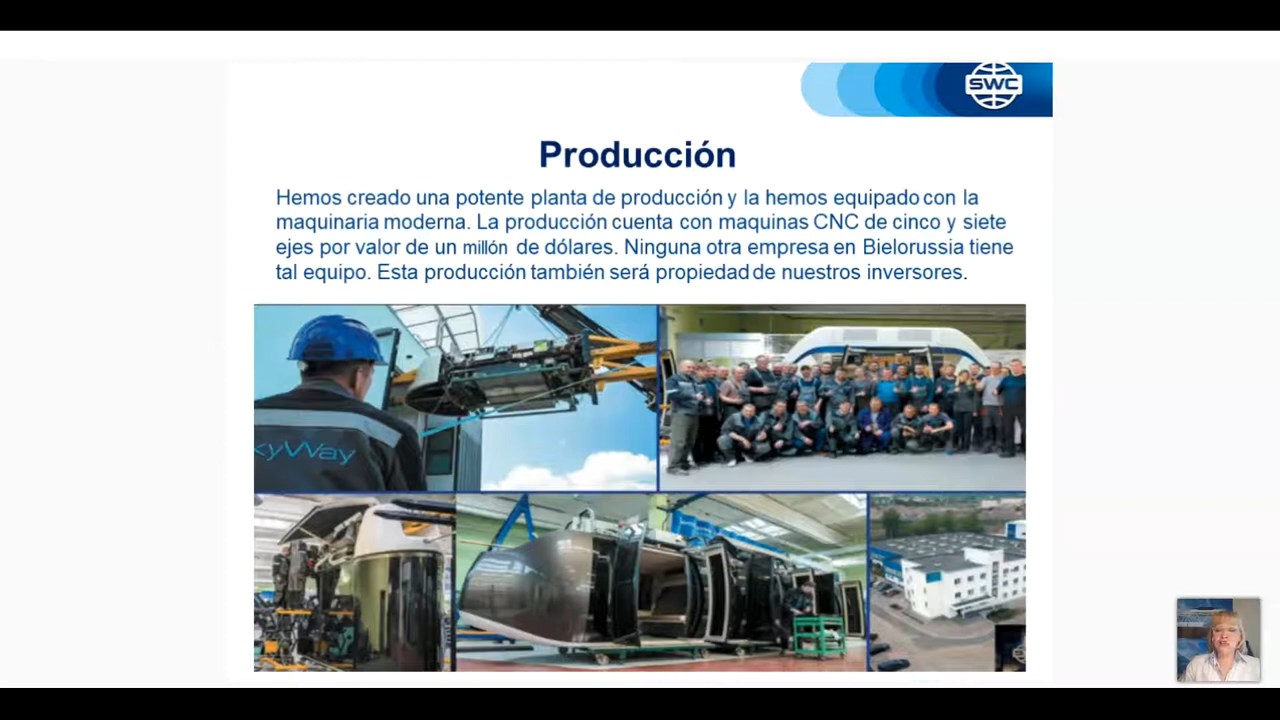 SWC
Producción
Hemos creado una potente planta de producción y la hemos equipado con la
maquinaria moderna. La producción cuenta con maquinas CNC de cinco y siete
ejes por valor de un millón de dólares. Ninguna otra empresa en Bielorussia tiene
tal equipo. Esta producción también será propiedad de nuestros inversores.
kyWay